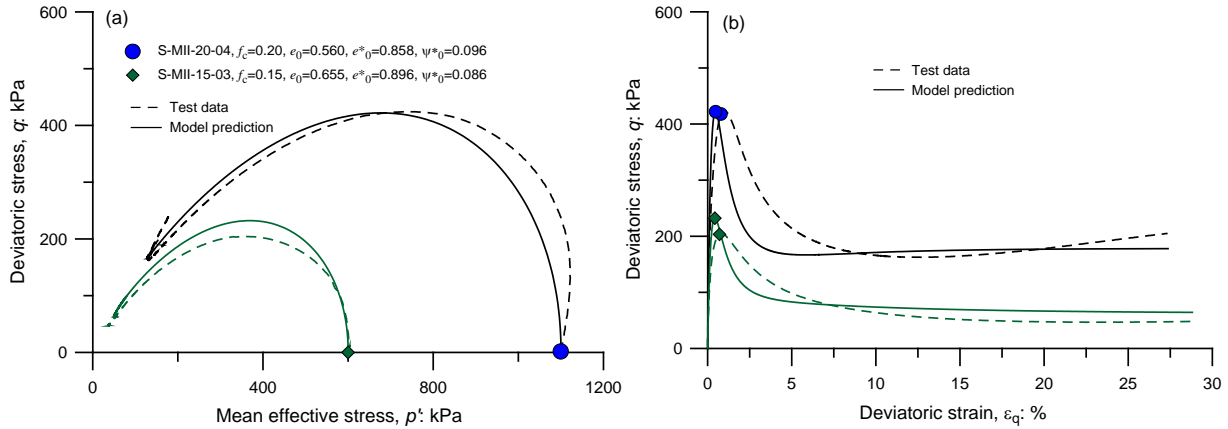 (a)
S-MII-20-04, fc=0.20, e0=0.560, e*0=0.858, ψ*0=0.096
S-MII-15-03, fc=0.15, e0=0.655, e*0=0.896, ψ*0=0.086
Test data
Model prediction
Deviatoric stress, q: kPa
600
400
200
0
0 400 800 1200
Mean effective stress, p': kPa
(b)
Test data
Model prediction
Deviatoric stress, q: kPa
600
400
200
0
0 5 10 15 20 25 30
Deviatoric strain, εq: %